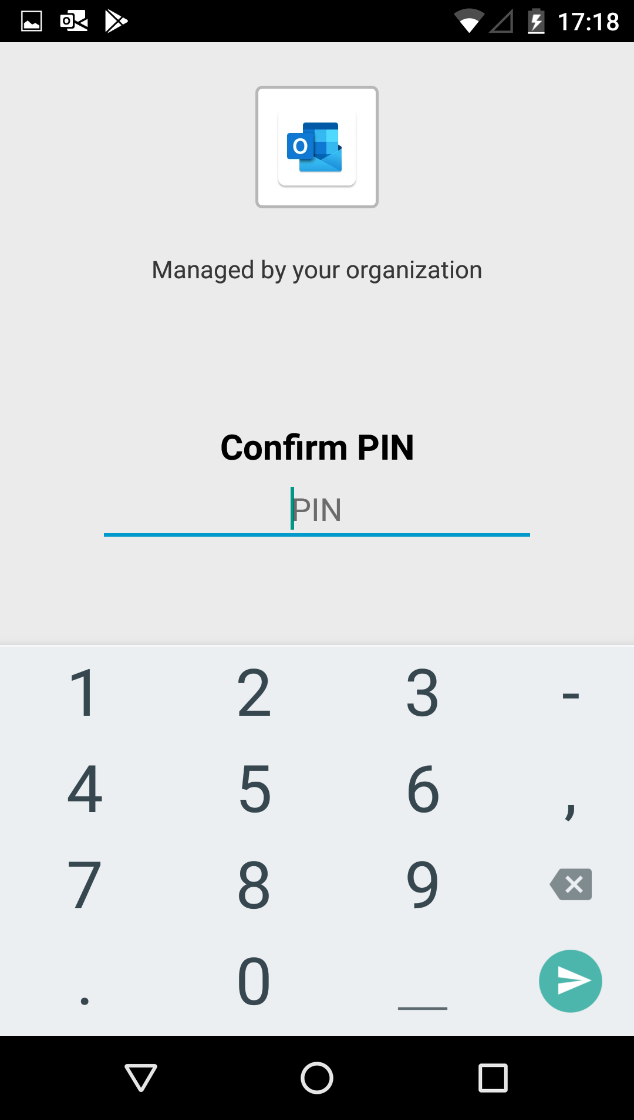 17:18
O
Managed by your organization
Confirm PIN
PIN
1 2 3 -
4 5 6 ,
7 8 9
. 0 _